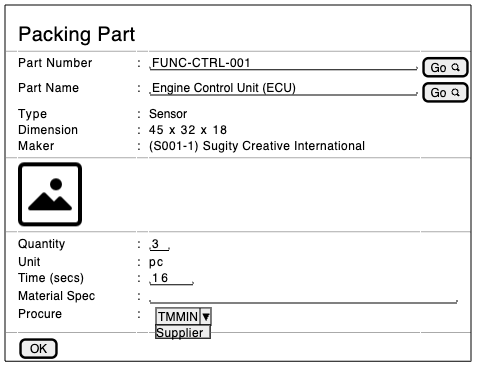 Packing Part
Part Number : FUNC-CTRL-001 Go
Part Name : Engine Control Unit (ECU) Go
Type : Sensor
Dimension : 45 x 32 x 18
Maker : (S001-1) Sugity Creative International
Quantity : 3
Unit : pc
Time (secs) : 16
Material Spec :
Procure : TMMIN
Supplier
OK